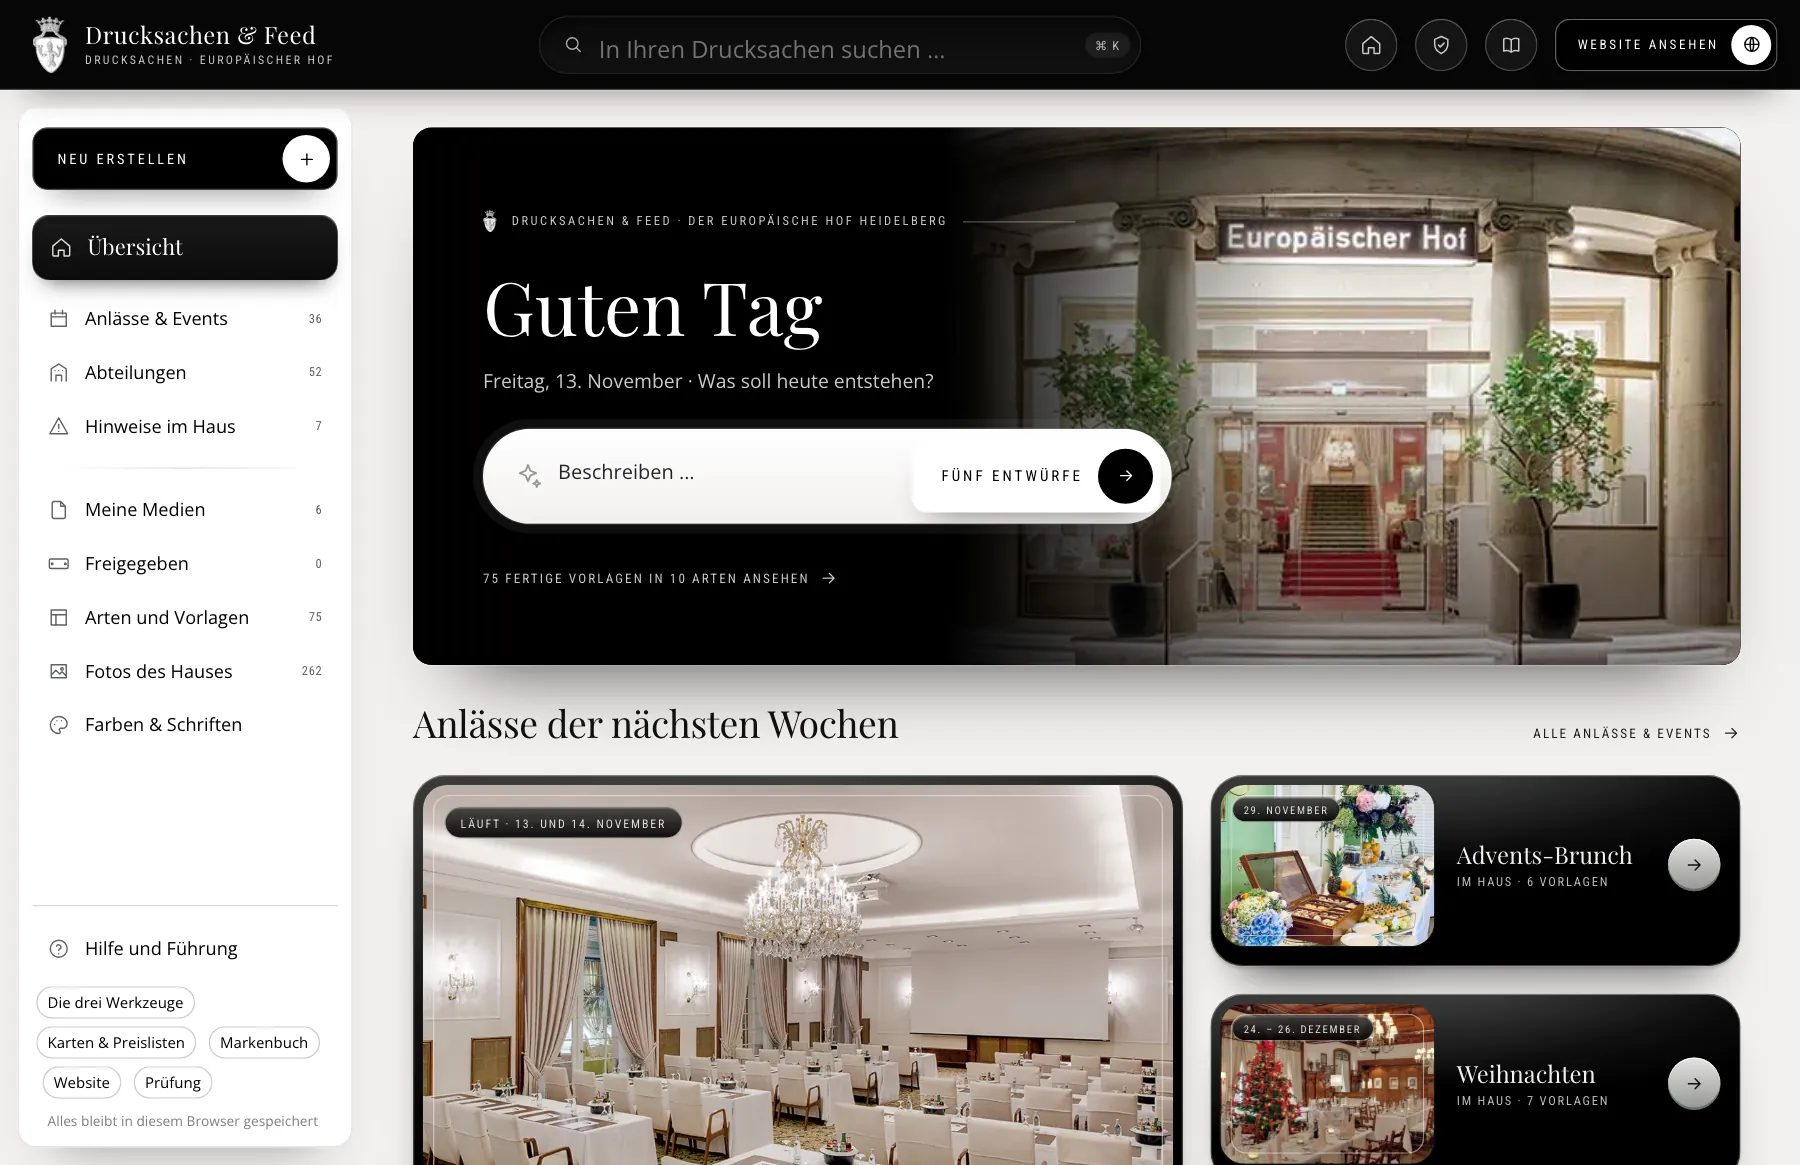 Drucksachen & Feed
DRUCKSACHEN · EUROPÄISCHER HOF
In Ihren Drucksachen suchen ...
⌘ K
WEBSITE ANSEHEN
NEU ERSTELLEN
Übersicht
Anlässe & Events 36
Abteilungen 52
Hinweise im Haus 7
Meine Medien 6
Freigegeben 0
Arten und Vorlagen 75
Fotos des Hauses 262
Farben & Schriften
Hilfe und Führung
Die drei Werkzeuge
Karten & Preislisten Markenbuch
Website Prüfung
Alles bleibt in diesem Browser gespeichert
DRUCKSACHEN & FEED · DER EUROPÄISCHE HOF HEIDELBERG
Guten Tag
Freitag, 13. November · Was soll heute entstehen?
Beschreiben ...
FÜNF ENTWÜRFE
75 FERTIGE VORLAGEN IN 10 ARTEN ANSEHEN
Europäischer Hof
Anlässe der nächsten Wochen
ALLE ANLÄSSE & EVENTS
LÄUFT · 13. UND 14. NOVEMBER
29. NOVEMBER
Advents-Brunch
IM HAUS · 6 VORLAGEN
24. – 26. DEZEMBER
Weihnachten
IM HAUS · 7 VORLAGEN